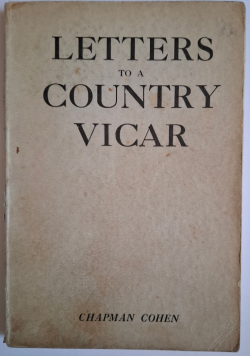 LETTERS
TO A
COUNTRY
VICAR
CHAPMAN COHEN